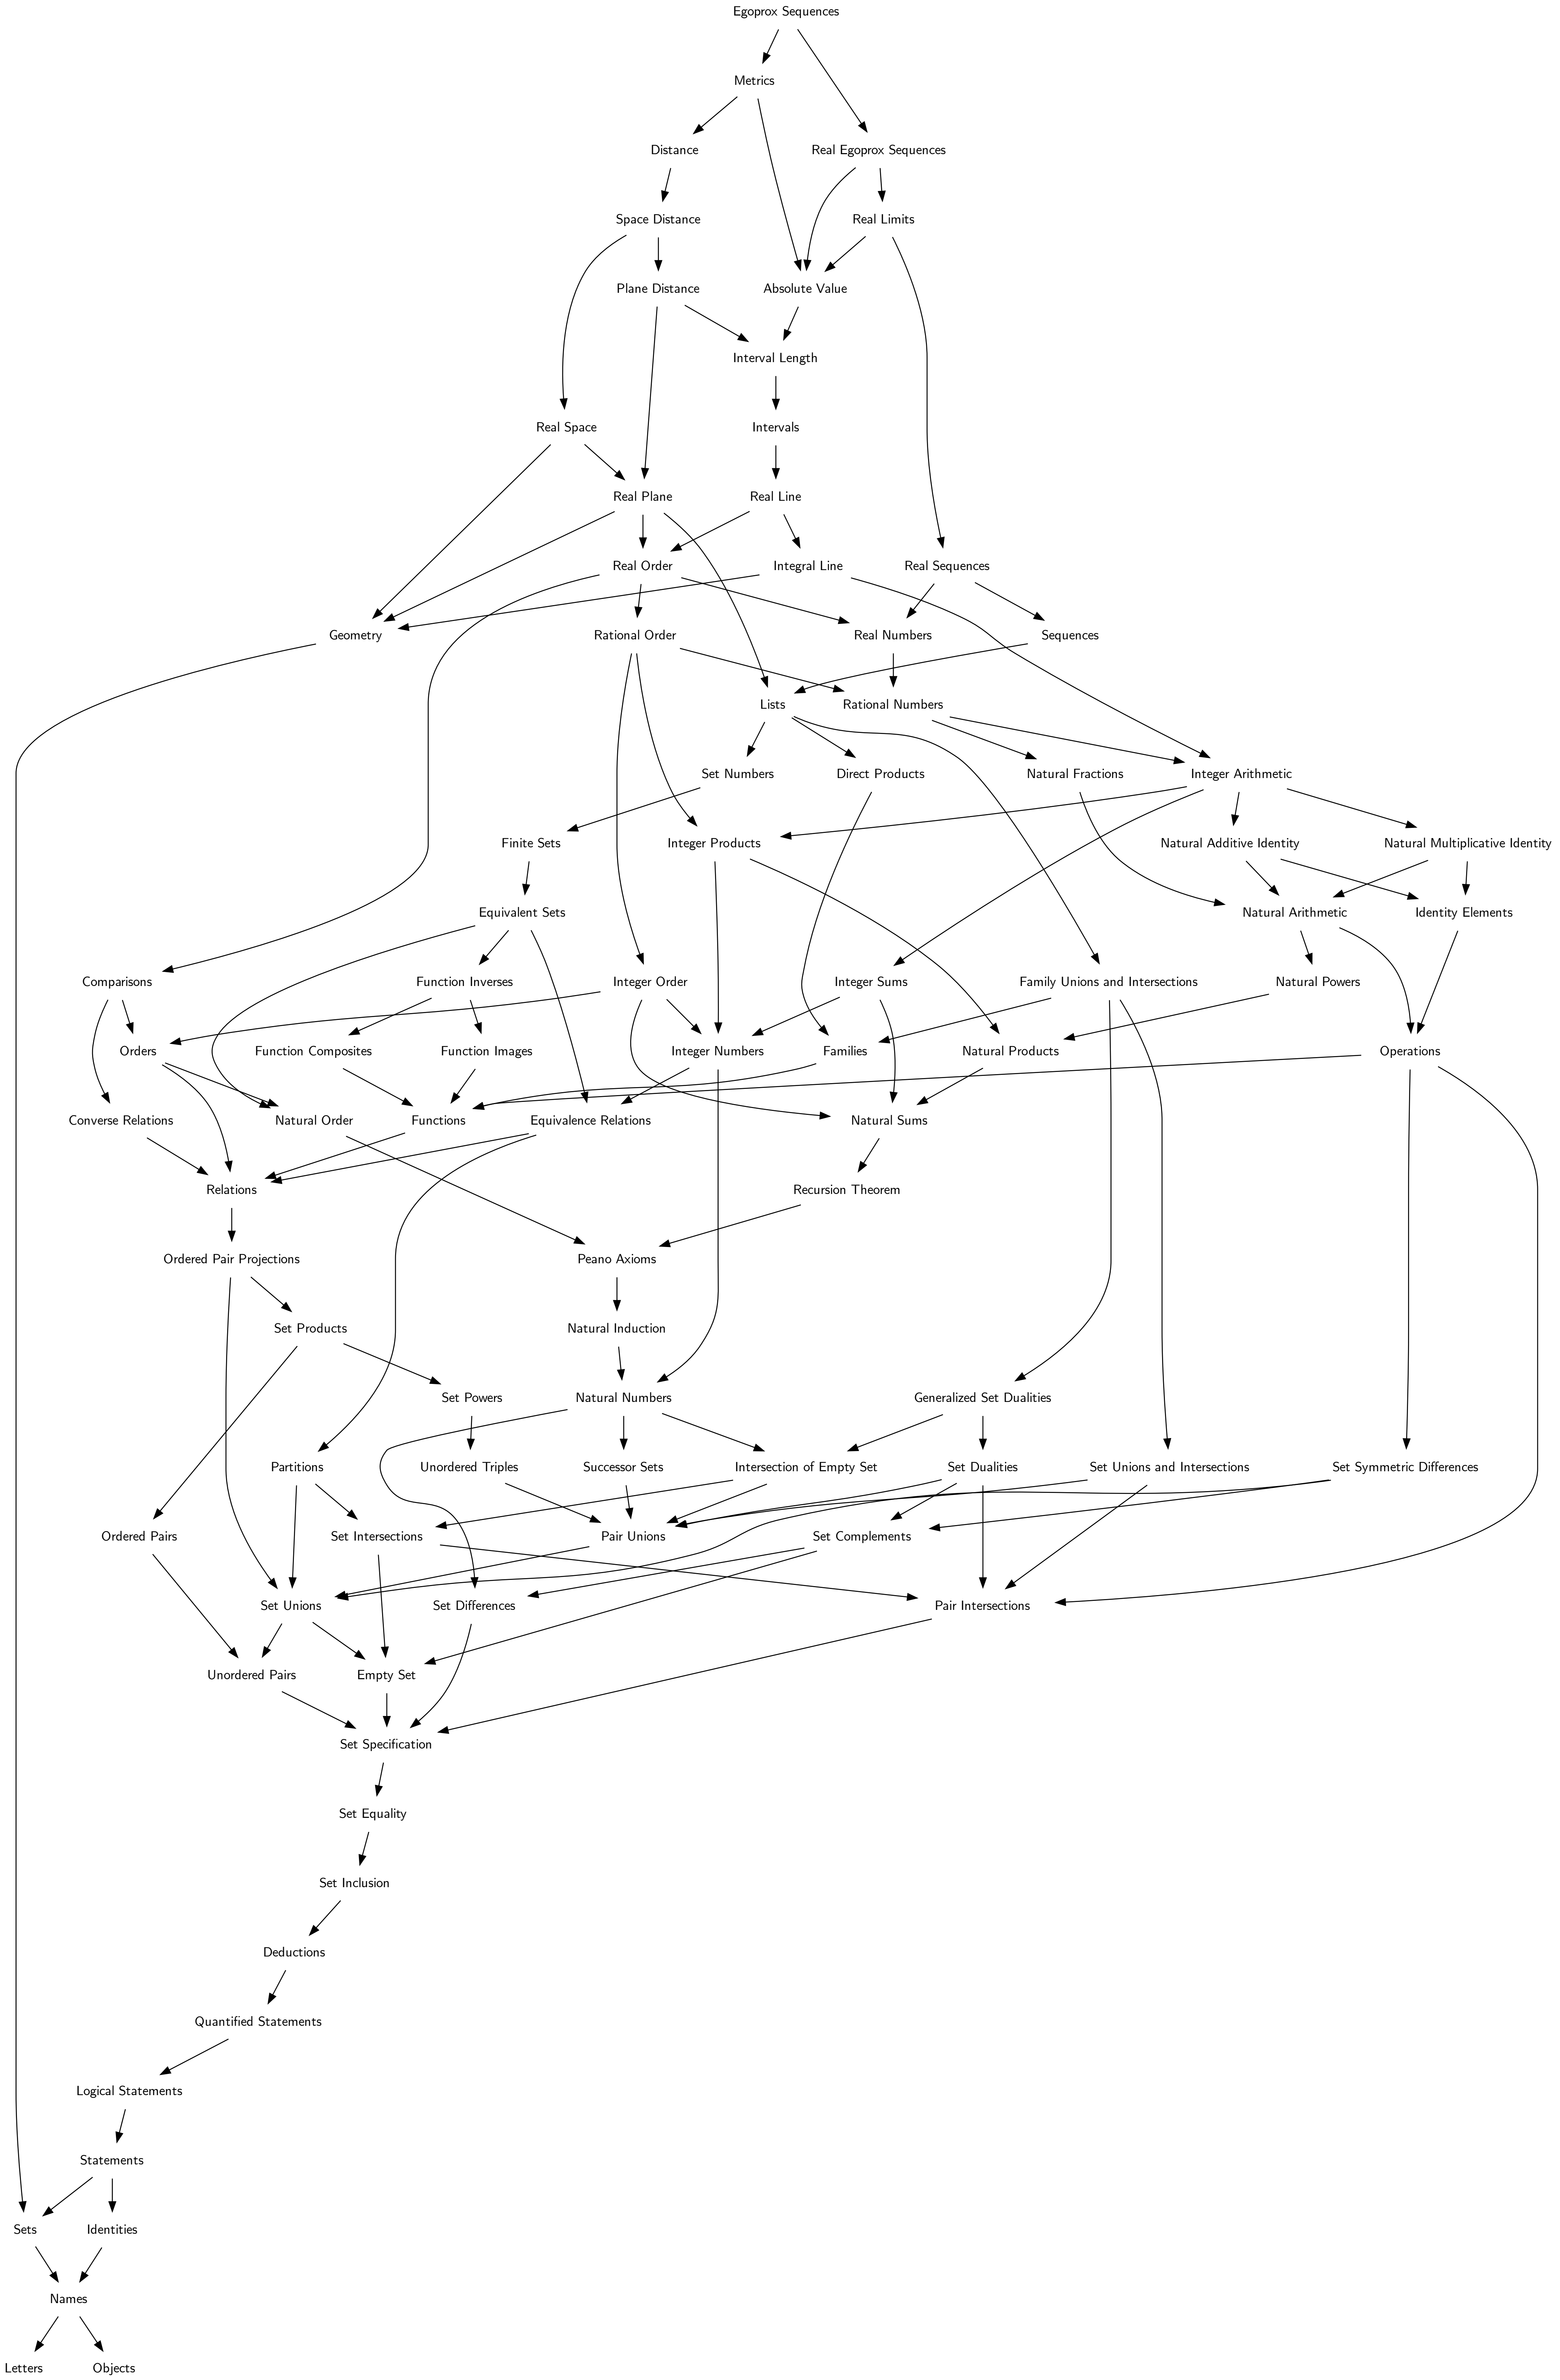 Egoprox Sequences
Metrics
Distance
Real Egoprox Sequences
Space Distance
Real Limits
Plane Distance
Absolute Value
Interval Length
Real Space
Intervals
Real Plane
Real Line
Real Order
Integral Line
Real Sequences
Geometry
Rational Order
Real Numbers
Sequences
Lists
Rational Numbers
Set Numbers
Direct Products
Natural Fractions
Integer Arithmetic
Finite Sets
Integer Products
Natural Additive Identity
Natural Multiplicative Identity
Equivalent Sets
Natural Arithmetic
Identity Elements
Comparisons
Function Inverses
Integer Order
Integer Sums
Family Unions and Intersections
Natural Powers
Orders
Function Composites
Function Images
Integer Numbers
Families
Natural Products
Operations
Converse Relations
Natural Order
Functions
Equivalence Relations
Natural Sums
Relations
Recursion Theorem
Ordered Pair Projections
Peano Axioms
Set Products
Natural Induction
Set Powers
Natural Numbers
Generalized Set Dualities
Partitions
Unordered Triples
Successor Sets
Intersection of Empty Set
Set Dualities
Set Unions and Intersections
Set Symmetric Differences
Ordered Pairs
Set Intersections
Pair Unions
Set Complements
Set Unions
Set Differences
Pair Intersections
Unordered Pairs
Empty Set
Set Specification
Set Equality
Set Inclusion
Deductions
Quantified Statements
Logical Statements
Statements
Sets
Identities
Names
Letters
Objects